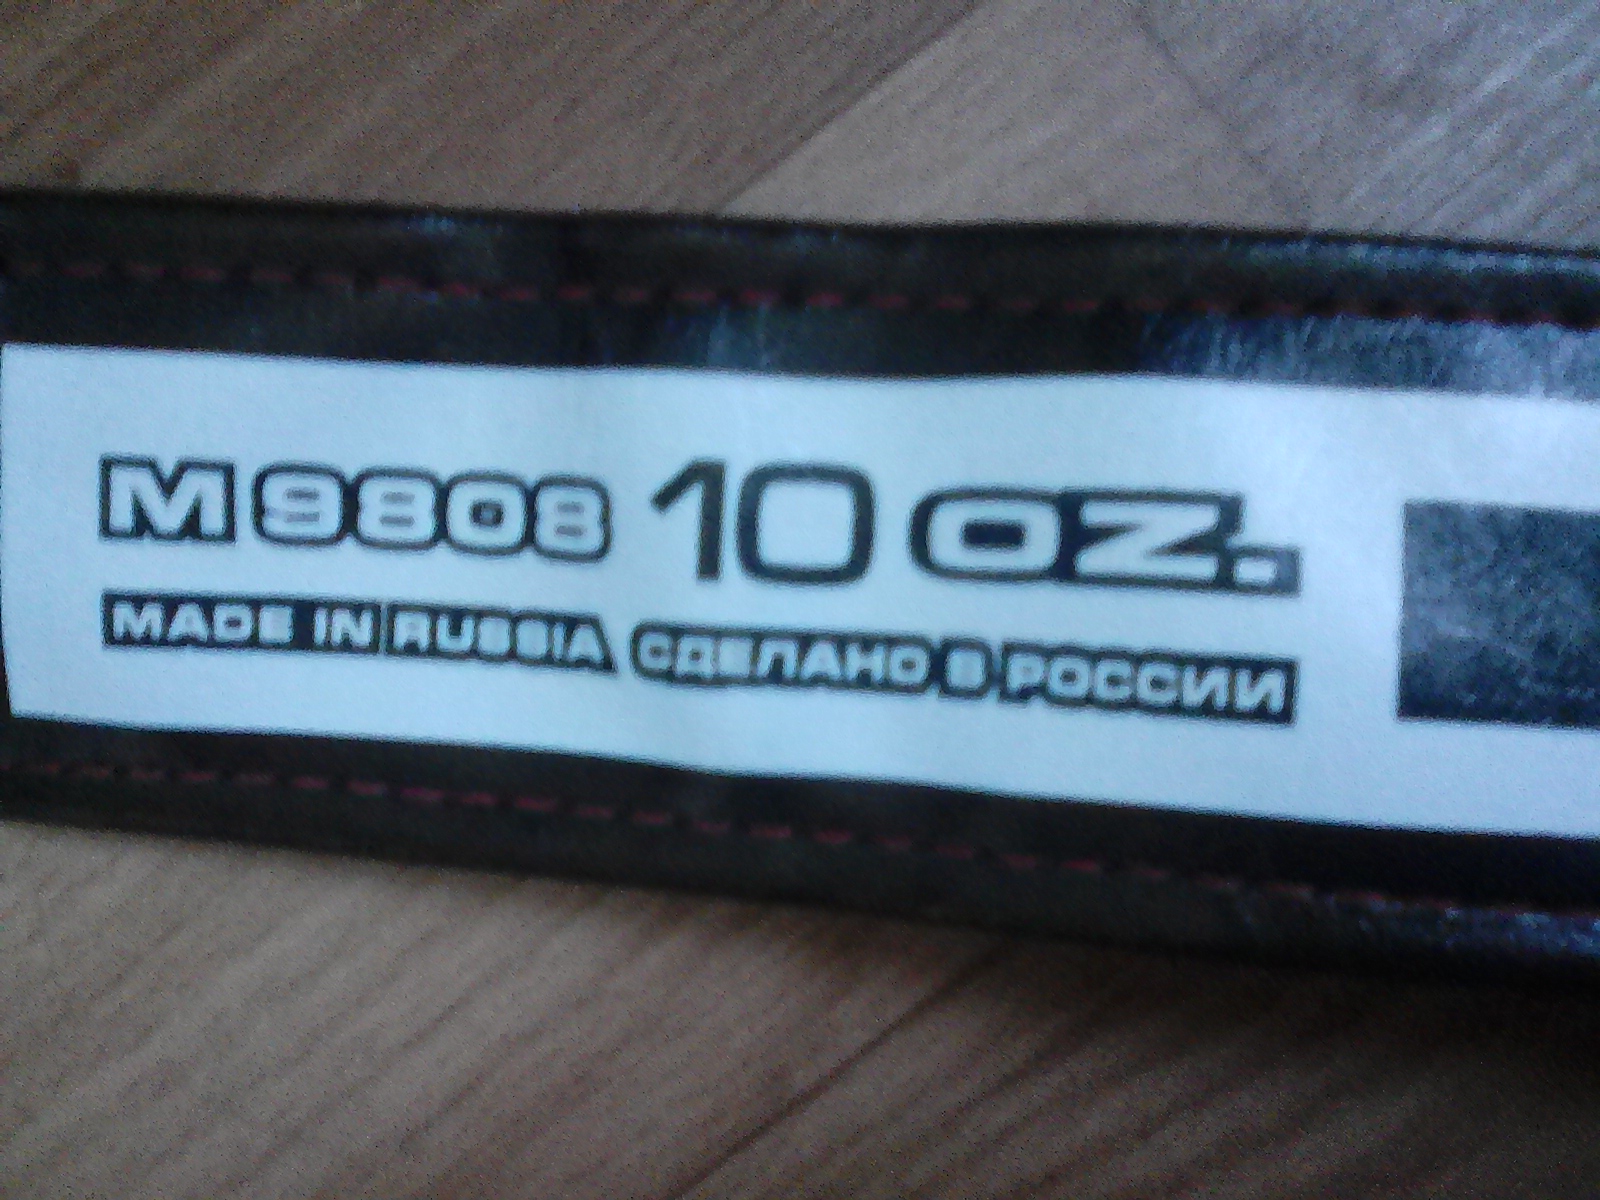 M 9808 10 OZ.
MADE IN RUSSIA СДЕЛАНО В РОССИИ